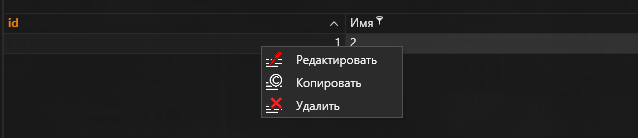 id Имя
1 2
Редактировать
Копировать
Удалить